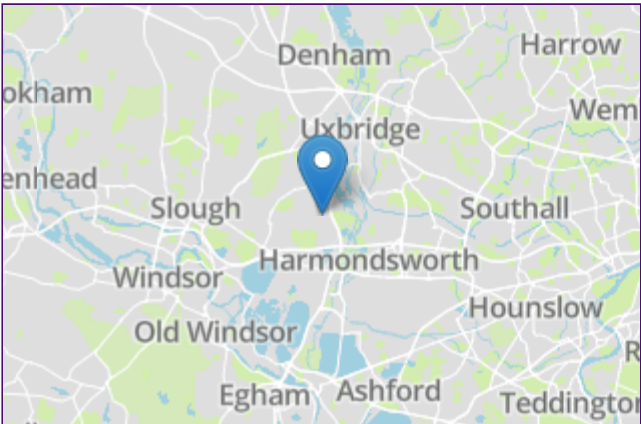 Denham
Harrow
okham
Wem
Uxbridge
enhead
Slough
Southall
Harmondsworth
Windsor
Hounslow
Old Windsor
R
Egham
Ashford
Teddingtor